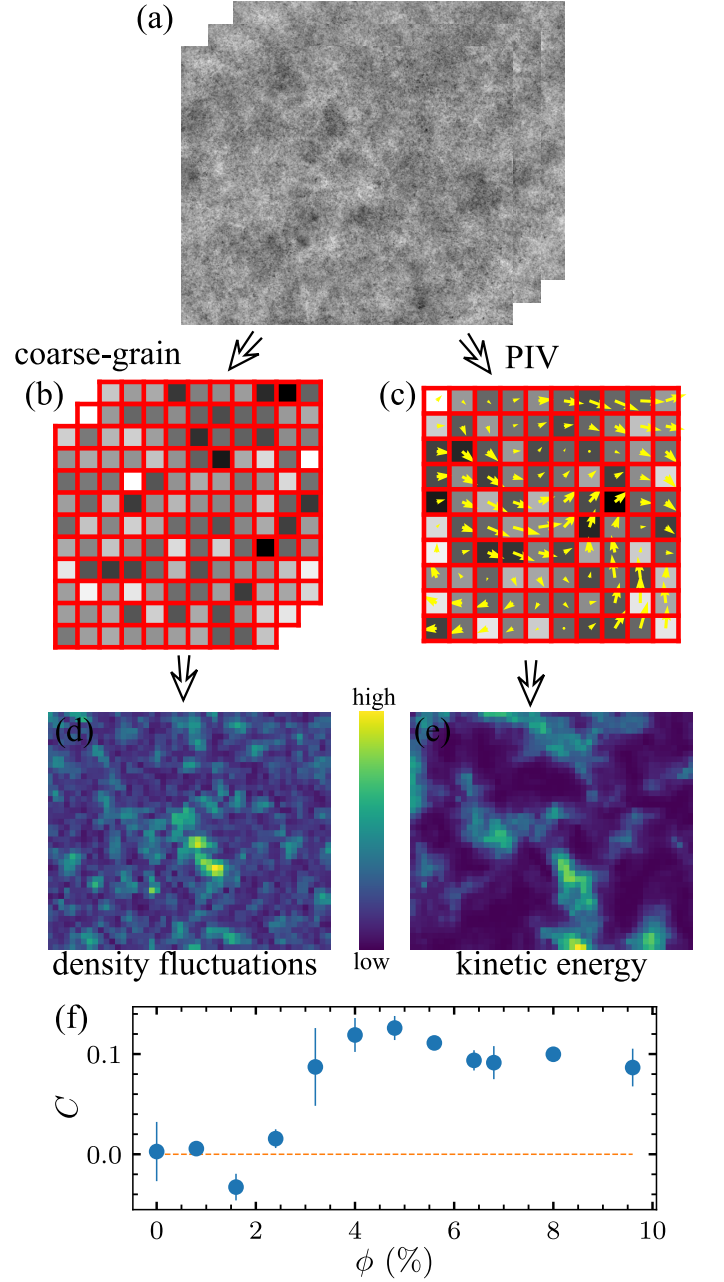 (a)
coarse-grain
PIV
(b)
(c)
high
(d)
(e)
low
density fluctuations
kinetic energy
(f)
C
0.1
0.0
0 2 4 6 8 10
ϕ (%)